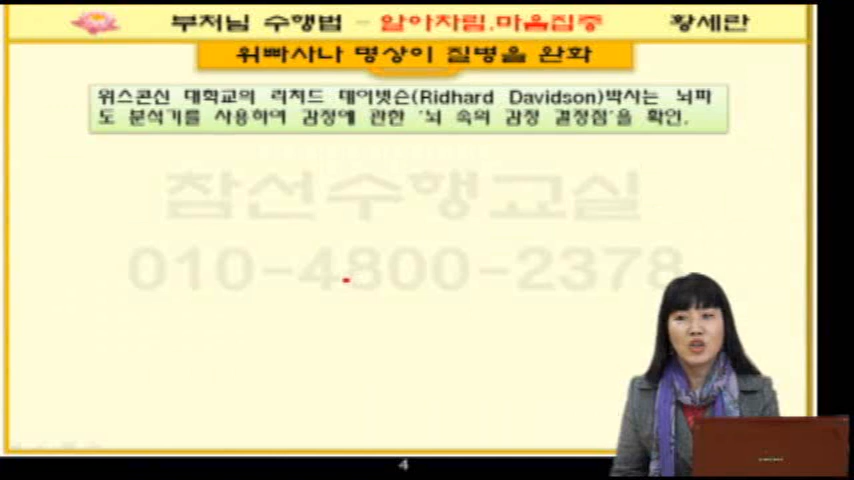 부처님 수행법 - 알아차림.마음집중 황세란
위빠사나 명상이 질병을 완화
위스콘신 대학교의 리처드 데이빗슨(Ridhard Davidson)박사는 뇌파
도 분석기를 사용하여 감정에 관한 '뇌 속의 감정 결정점'을 확인.
참선수행교실
010-4800-2378
4